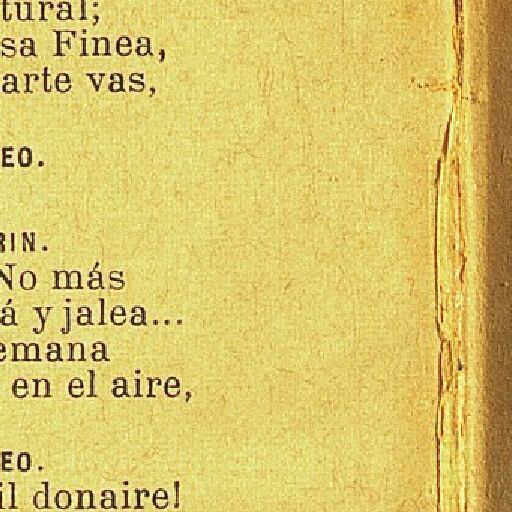 tural;
sa Finea,
arte vas,
EO.
RIN.
No más
á y jalea...
emana
en el aire,
EO.
il donaire!